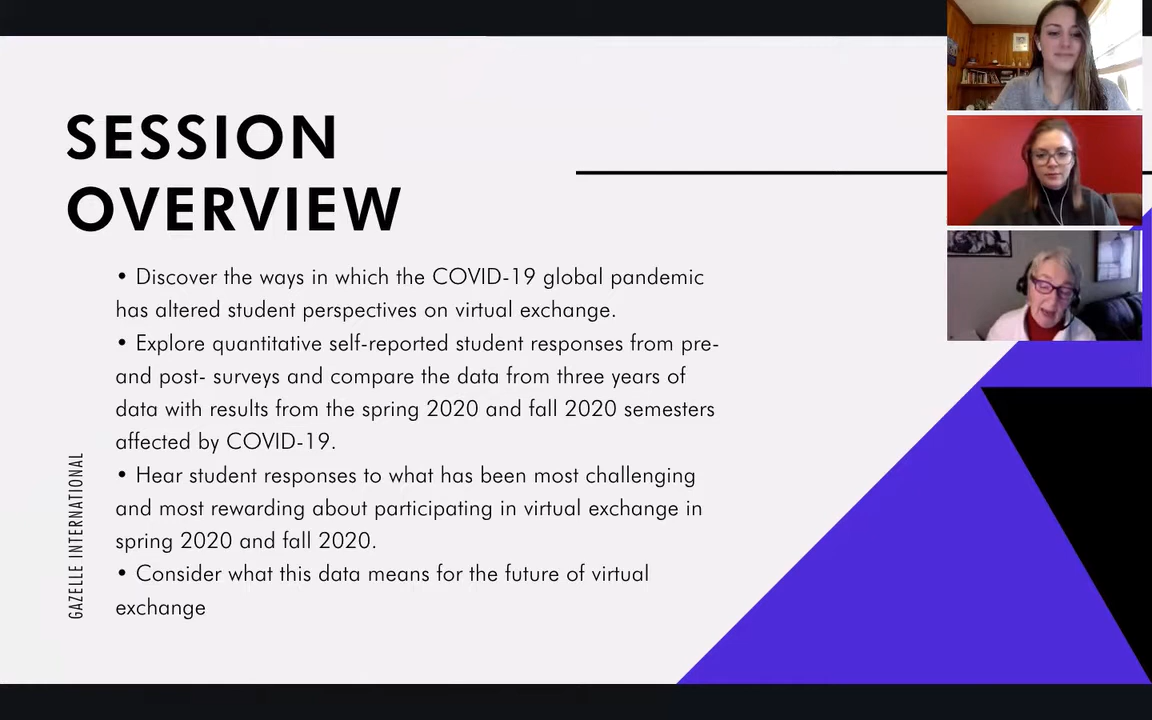 SESSION
OVERVIEW
• Discover the ways in which the COVID-19 global pandemic
has altered student perspectives on virtual exchange.
• Explore quantitative self-reported student responses from pre-
and post- surveys and compare the data from three years of
data with results from the spring 2020 and fall 2020 semesters
affected by COVID-19.
• Hear student responses to what has been most challenging
and most rewarding about participating in virtual exchange in
spring 2020 and fall 2020.
• Consider what this data means for the future of virtual
exchange
GAZELLE INTERNATIONAL